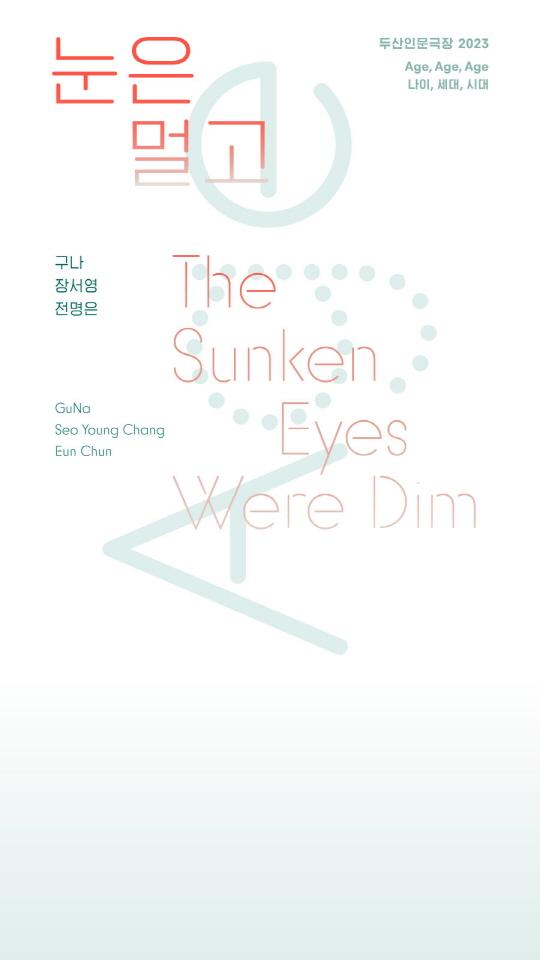 눈은
멀고
두산인문극장 2023
Age, Age, Age
나이, 세대, 시대
구나
장서영
전명은
The
Sunken
Eyes
Were Dim
GuNa
Seo Young Chang
Eun Chun